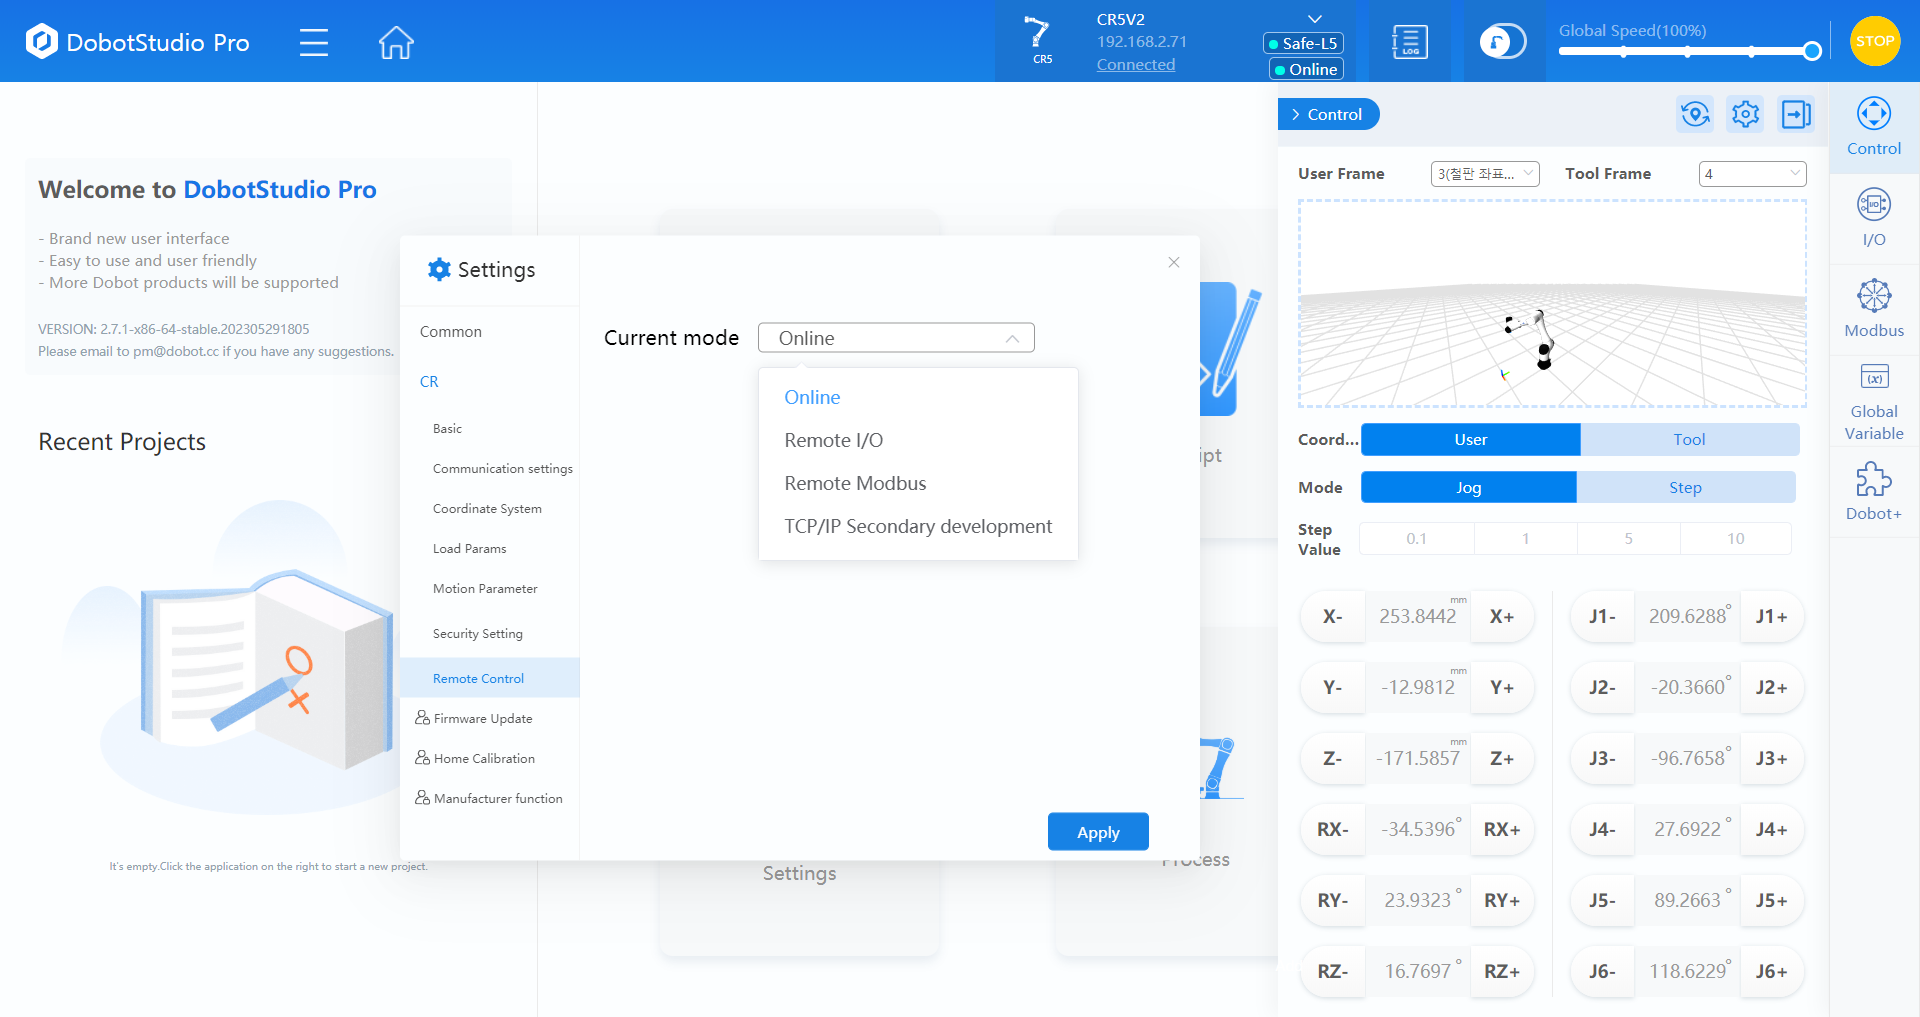 DobotStudio Pro
CR5
CR5V2
192.168.2.71
Connected
Safe-L5
Online
LOG
Global Speed(100%)
STOP
Welcome to DobotStudio Pro
- Brand new user interface
- Easy to use and user friendly
- More Dobot products will be supported
VERSION: 2.7.1-x86-64-stable.202305291805
Please email to pm@dobot.cc if you have any suggestions.
Recent Projects
It's empty.Click the application on the right to start a new project.
Settings
Common
CR
Basic
Communication settings
Coordinate System
Load Params
Motion Parameter
Security Setting
Remote Control
Firmware Update
Home Calibration
Manufacturer function
Current mode
Online
Online
Remote I/O
Remote Modbus
TCP/IP Secondary development
Apply
ipt
Settings
Process
Control
User Frame
3(철판 좌표...
Tool Frame
4
Coord...
User
Tool
Mode
Jog
Step
Step
Value
0.1
1
5
10
X-
253.8442
mm
X+
J1-
209.6288°
J1+
Y-
-12.9812
mm
Y+
J2-
-20.3660°
J2+
Z-
-171.5857
mm
Z+
J3-
-96.7658°
J3+
RX-
-34.5396°
RX+
J4-
27.6922°
J4+
RY-
23.9323°
RY+
J5-
89.2663°
J5+
RZ-
16.7697°
RZ+
J6-
118.6229°
J6+
Control
I/O
I/O
Modbus
(x)
Global
Variable
Dobot+